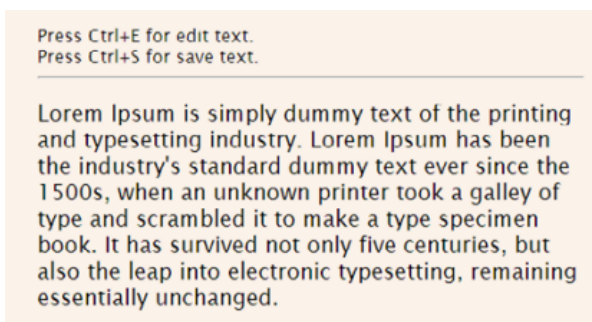 Press Ctrl+E for edit text.
Press Ctrl+S for save text.
Lorem Ipsum is simply dummy text of the printing
and typesetting industry. Lorem Ipsum has been
the industry's standard dummy text ever since the
1500s, when an unknown printer took a galley of
type and scrambled it to make a type specimen
book. It has survived not only five centuries, but
also the leap into electronic typesetting, remaining
essentially unchanged.